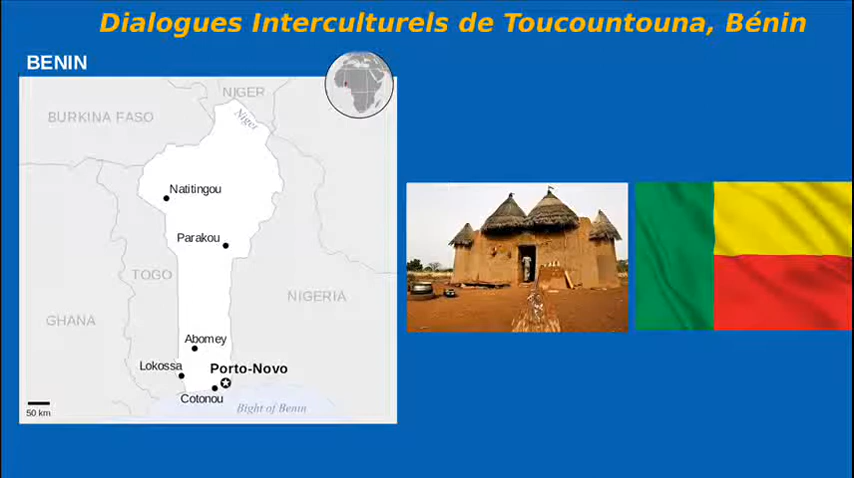 Dialogues Interculturels de Toucountouna, Bénin
BENIN
NIGER
BURKINA FASO
Niger
Natitingou
Parakou
TOGO
NIGERIA
GHANA
Abomey
Lokossa
Porto-Novo
Cotonou
Bight of Benin
50 km